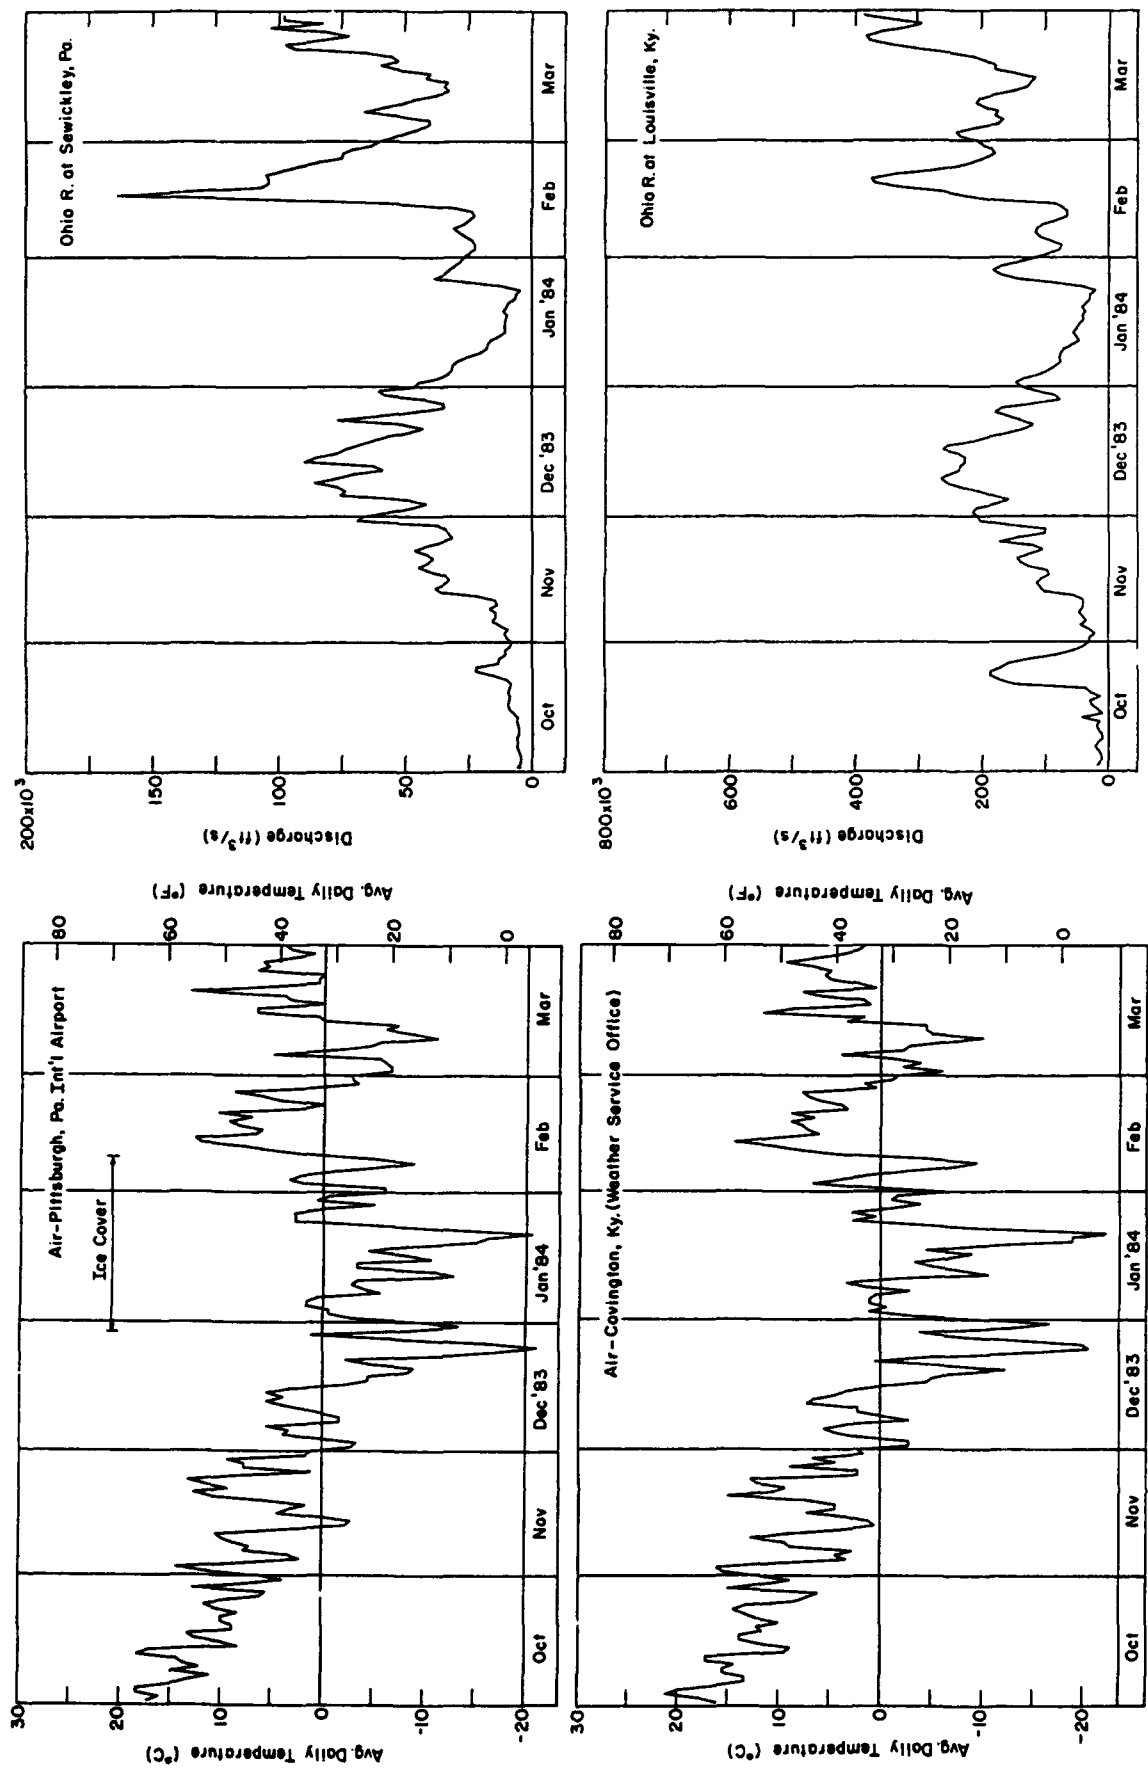 Air-Pittsburgh, Pa. Int'l Airport
Ice Cover
30
20
10
0
-10
-20
Avg. Daily Temperature (°C)
80
60
40
20
0
Avg. Daily Temperature (°F)
Oct
Nov
Dec '83
Jan '84
Feb
Mar
Air-Covington, Ky. (Weather Service Office)
30
20
10
0
-10
-20
Avg. Daily Temperature (°C)
80
60
40
20
0
Avg. Daily Temperature (°F)
Oct
Nov
Dec '83
Jan '84
Feb
Mar
Ohio R. at Sewickley, Pa.
200x10³
150
100
50
0
Discharge (ft³/s)
Oct
Nov
Dec '83
Jan '84
Feb
Mar
Ohio R. at Louisville, Ky.
800x10³
600
400
200
0
Discharge (ft³/s)
Oct
Nov
Dec '83
Jan '84
Feb
Mar